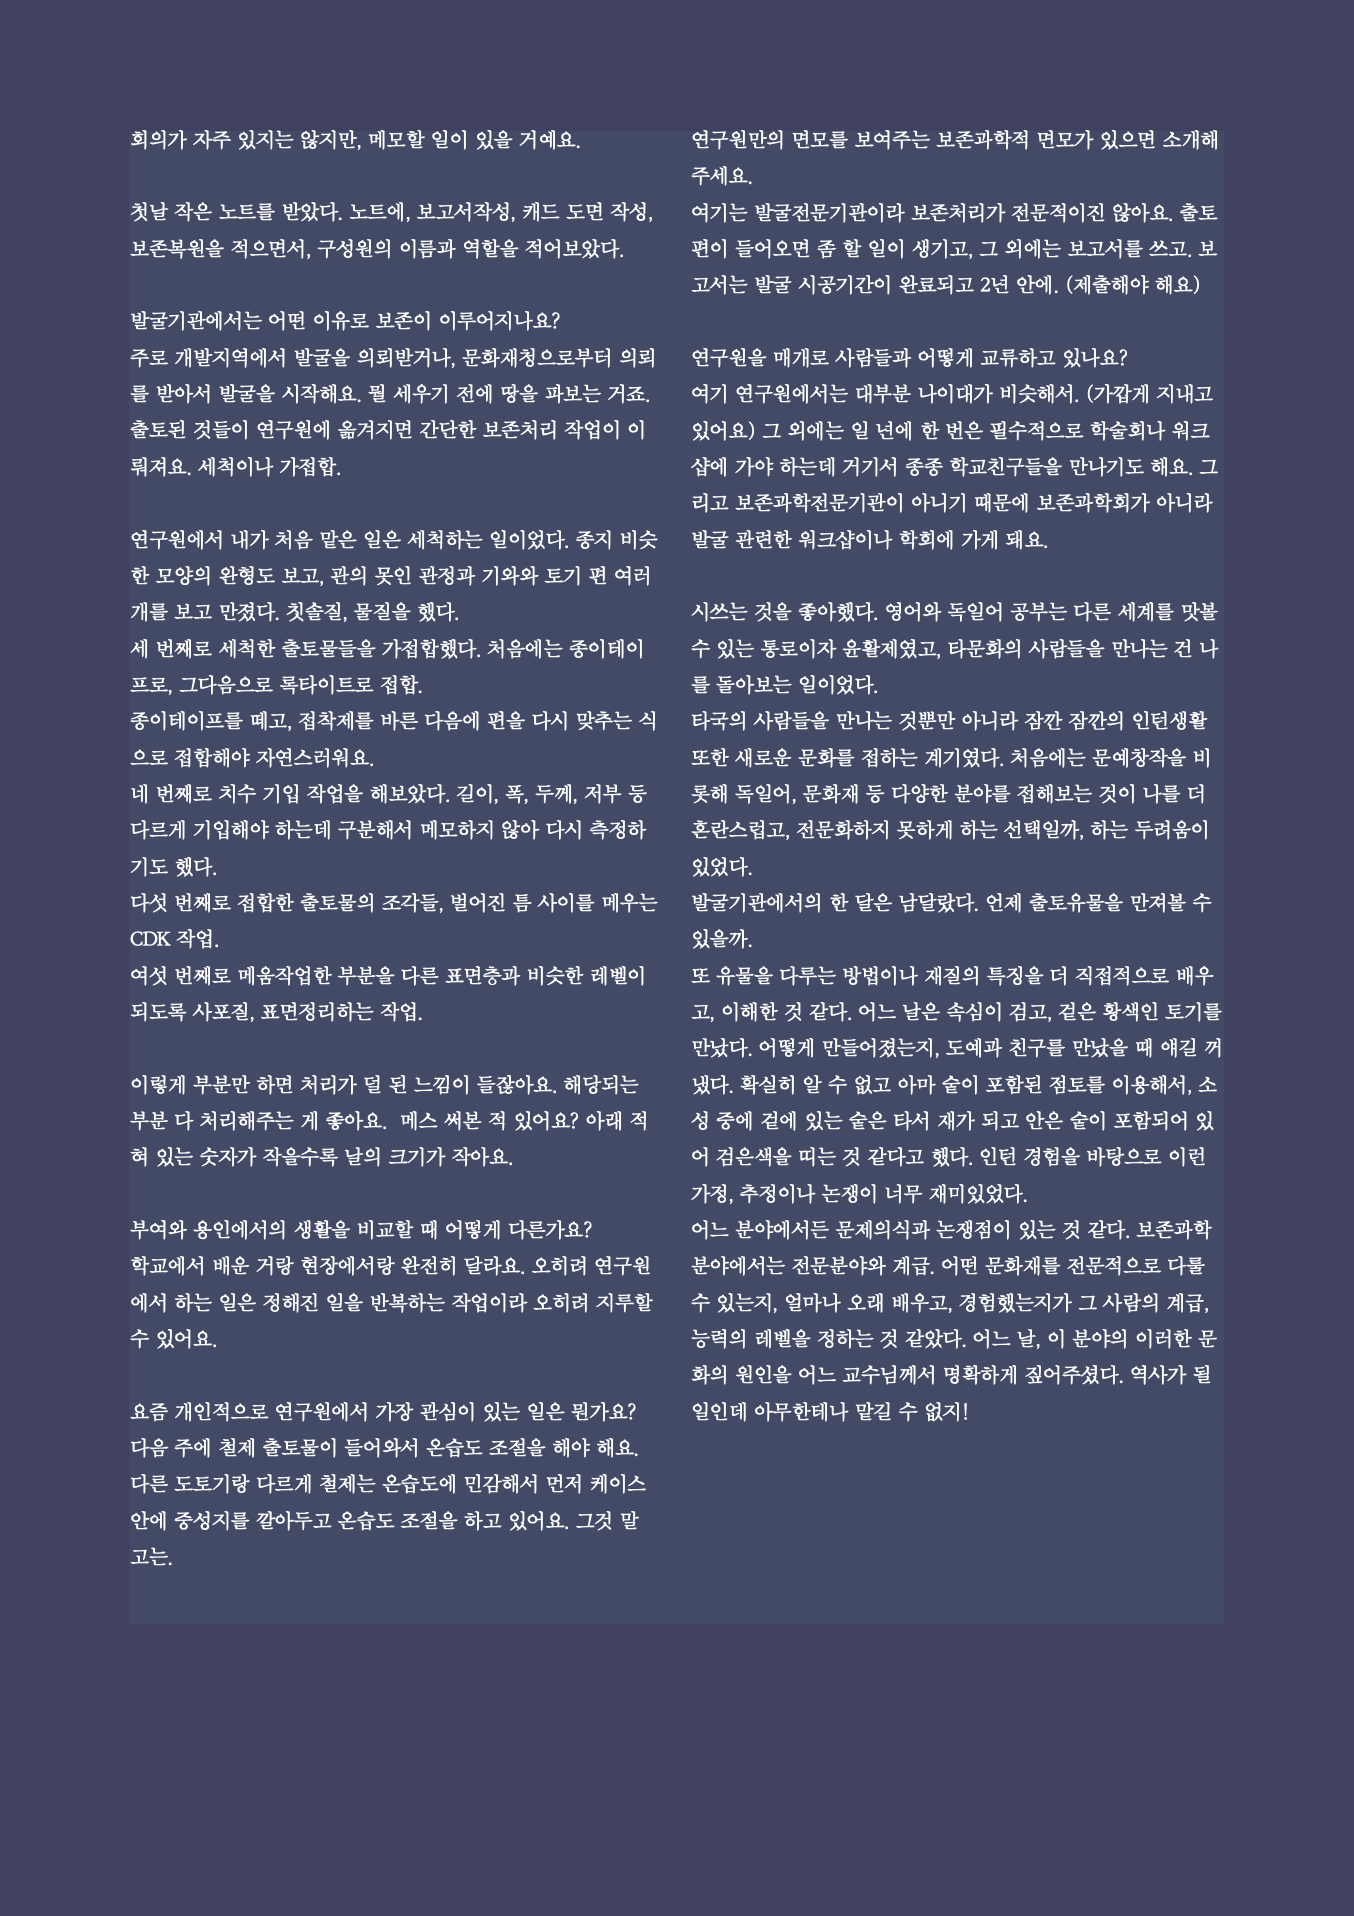 회의가 자주 있지는 않지만, 메모할 일이 있을 거예요.
첫날 작은 노트를 받았다. 노트에, 보고서작성, 캐드 도면 작성,
보존복원을 적으면서, 구성원의 이름과 역할을 적어보았다.
발굴기관에서는 어떤 이유로 보존이 이루어지나요?
주로 개발지역에서 발굴을 의뢰받거나, 문화재청으로부터 의뢰
를 받아서 발굴을 시작해요. 뭘 세우기 전에 땅을 파보는 거죠.
출토된 것들이 연구원에 옮겨지면 간단한 보존처리 작업이 이
뤄져요. 세척이나 가접합.
연구원에서 내가 처음 맡은 일은 세척하는 일이었다. 종지 비슷
한 모양의 완형도 보고, 관의 못인 관정과 기와와 토기 편 여러
개를 보고 만졌다. 칫솔질, 물질을 했다.
세 번째로 세척한 출토물들을 가접합했다. 처음에는 종이테이
프로, 그다음으로 록타이트로 접합.
종이테이프를 떼고, 접착제를 바른 다음에 편을 다시 맞추는 식
으로 접합해야 자연스러워요.
네 번째로 치수 기입 작업을 해보았다. 길이, 폭, 두께, 저부 등
다르게 기입해야 하는데 구분해서 메모하지 않아 다시 측정하
기도 했다.
다섯 번째로 접합한 출토물의 조각들, 벌어진 틈 사이를 메우는
CDK 작업.
여섯 번째로 메움작업한 부분을 다른 표면층과 비슷한 레벨이
되도록 사포질, 표면정리하는 작업.
이렇게 부분만 하면 처리가 덜 된 느낌이 들잖아요. 해당되는
부분 다 처리해주는 게 좋아요.  메스 써본 적 있어요? 아래 적
혀 있는 숫자가 작을수록 날의 크기가 작아요.
부여와 용인에서의 생활을 비교할 때 어떻게 다른가요?
학교에서 배운 거랑 현장에서랑 완전히 달라요. 오히려 연구원
에서 하는 일은 정해진 일을 반복하는 작업이라 오히려 지루할
수 있어요.
요즘 개인적으로 연구원에서 가장 관심이 있는 일은 뭔가요?
다음 주에 철제 출토물이 들어와서 온습도 조절을 해야 해요.
다른 도토기랑 다르게 철제는 온습도에 민감해서 먼저 케이스
안에 중성지를 깔아두고 온습도 조절을 하고 있어요. 그것 말
고는.
연구원만의 면모를 보여주는 보존과학적 면모가 있으면 소개해
주세요.
여기는 발굴전문기관이라 보존처리가 전문적이진 않아요. 출토
편이 들어오면 좀 할 일이 생기고, 그 외에는 보고서를 쓰고. 보
고서는 발굴 시공기간이 완료되고 2년 안에. (제출해야 해요)
연구원을 매개로 사람들과 어떻게 교류하고 있나요?
여기 연구원에서는 대부분 나이대가 비슷해서. (가깝게 지내고
있어요) 그 외에는 일 년에 한 번은 필수적으로 학술회나 워크
샵에 가야 하는데 거기서 종종 학교친구들을 만나기도 해요. 그
리고 보존과학전문기관이 아니기 때문에 보존과학회가 아니라
발굴 관련한 워크샵이나 학회에 가게 돼요.
시쓰는 것을 좋아했다. 영어와 독일어 공부는 다른 세계를 맛볼
수 있는 통로이자 윤활제였고, 타문화의 사람들을 만나는 건 나
를 돌아보는 일이었다.
타국의 사람들을 만나는 것뿐만 아니라 잠깐 잠깐의 인턴생활
또한 새로운 문화를 접하는 계기였다. 처음에는 문예창작을 비
롯해 독일어, 문화재 등 다양한 분야를 접해보는 것이 나를 더
혼란스럽고, 전문화하지 못하게 하는 선택일까, 하는 두려움이
있었다.
발굴기관에서의 한 달은 남달랐다. 언제 출토유물을 만져볼 수
있을까.
또 유물을 다루는 방법이나 재질의 특징을 더 직접적으로 배우
고, 이해한 것 같다. 어느 날은 속심이 검고, 겉은 황색인 토기를
만났다. 어떻게 만들어졌는지, 도예과 친구를 만났을 때 얘길 꺼
냈다. 확실히 알 수 없고 아마 숱이 포함된 점토를 이용해서, 소
성 중에 겉에 있는 숱은 타서 재가 되고 안은 숱이 포함되어 있
어 검은색을 띠는 것 같다고 했다. 인턴 경험을 바탕으로 이런
가정, 추정이나 논쟁이 너무 재미있었다.
어느 분야에서든 문제의식과 논쟁점이 있는 것 같다. 보존과학
분야에서는 전문분야와 계급. 어떤 문화재를 전문적으로 다룰
수 있는지, 얼마나 오래 배우고, 경험했는지가 그 사람의 계급,
능력의 레벨을 정하는 것 같았다. 어느 날, 이 분야의 이러한 문
화의 원인을 어느 교수님께서 명확하게 짚어주셨다. 역사가 될
일인데 아무한테나 맡길 수 없지!